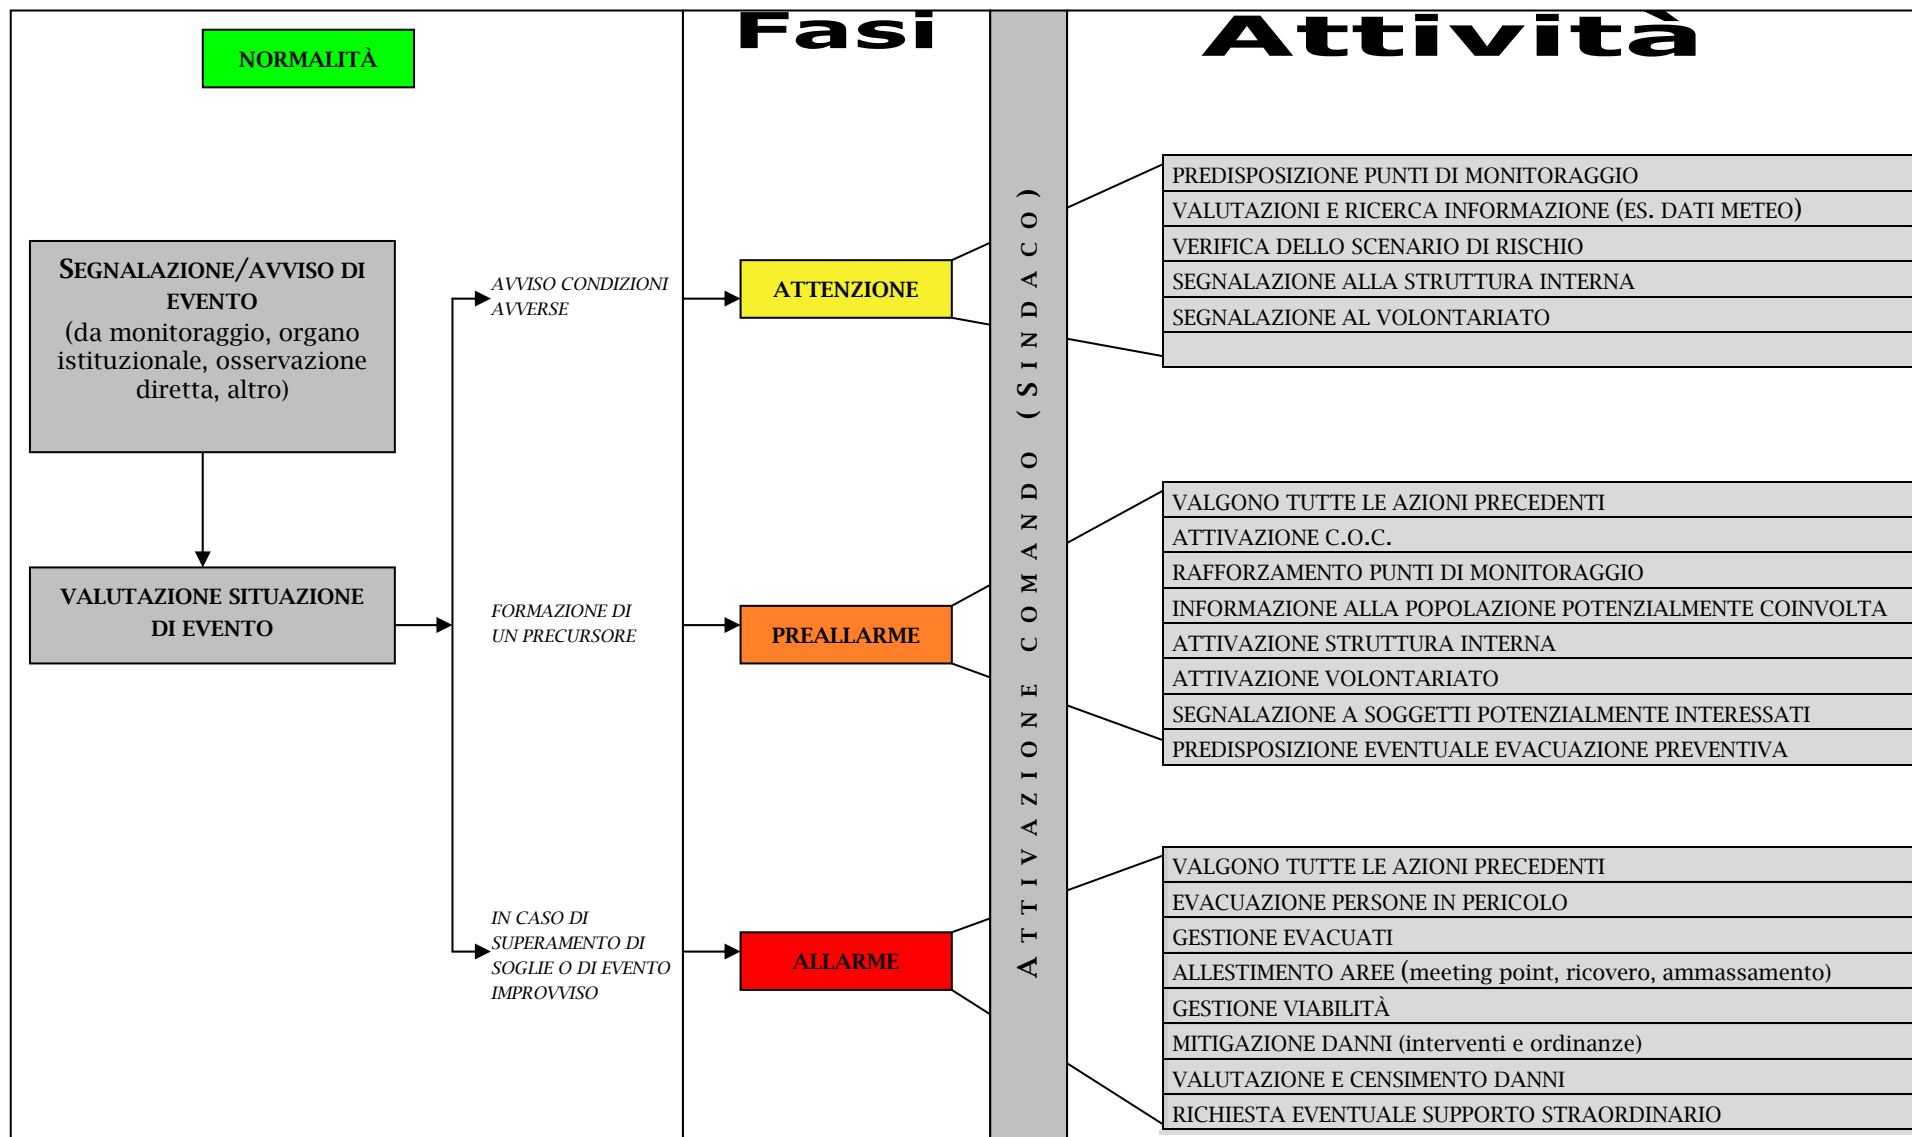 Fasi
Attività
NORMALITÀ
SEGNALAZIONE/AVVISO DI
EVENTO
(da monitoraggio, organo
istituzionale, osservazione
diretta, altro)
VALUTAZIONE SITUAZIONE
DI EVENTO
AVVISO CONDIZIONI
AVVERSE
FORMAZIONE DI
UN PRECURSORE
IN CASO DI
SUPERAMENTO DI
SOGLIE O DI EVENTO
IMPROVVISO
ATTENZIONE
PREALLARME
ALLARME
ATTIVAZIONE COMANDO (SINDACO)
PREDISPOSIZIONE PUNTI DI MONITORAGGIO
VALUTAZIONI E RICERCA INFORMAZIONE (ES. DATI METEO)
VERIFICA DELLO SCENARIO DI RISCHIO
SEGNALAZIONE ALLA STRUTTURA INTERNA
SEGNALAZIONE AL VOLONTARIATO
VALGONO TUTTE LE AZIONI PRECEDENTI
ATTIVAZIONE C.O.C.
RAFFORZAMENTO PUNTI DI MONITORAGGIO
INFORMAZIONE ALLA POPOLAZIONE POTENZIALMENTE COINVOLTA
ATTIVAZIONE STRUTTURA INTERNA
ATTIVAZIONE VOLONTARIATO
SEGNALAZIONE A SOGGETTI POTENZIALMENTE INTERESSATI
PREDISPOSIZIONE EVENTUALE EVACUAZIONE PREVENTIVA
VALGONO TUTTE LE AZIONI PRECEDENTI
EVACUAZIONE PERSONE IN PERICOLO
GESTIONE EVACUATI
ALLESTIMENTO AREE (meeting point, ricovero, ammassamento)
GESTIONE VIABILITÀ
MITIGAZIONE DANNI (interventi e ordinanze)
VALUTAZIONE E CENSIMENTO DANNI
RICHIESTA EVENTUALE SUPPORTO STRAORDINARIO